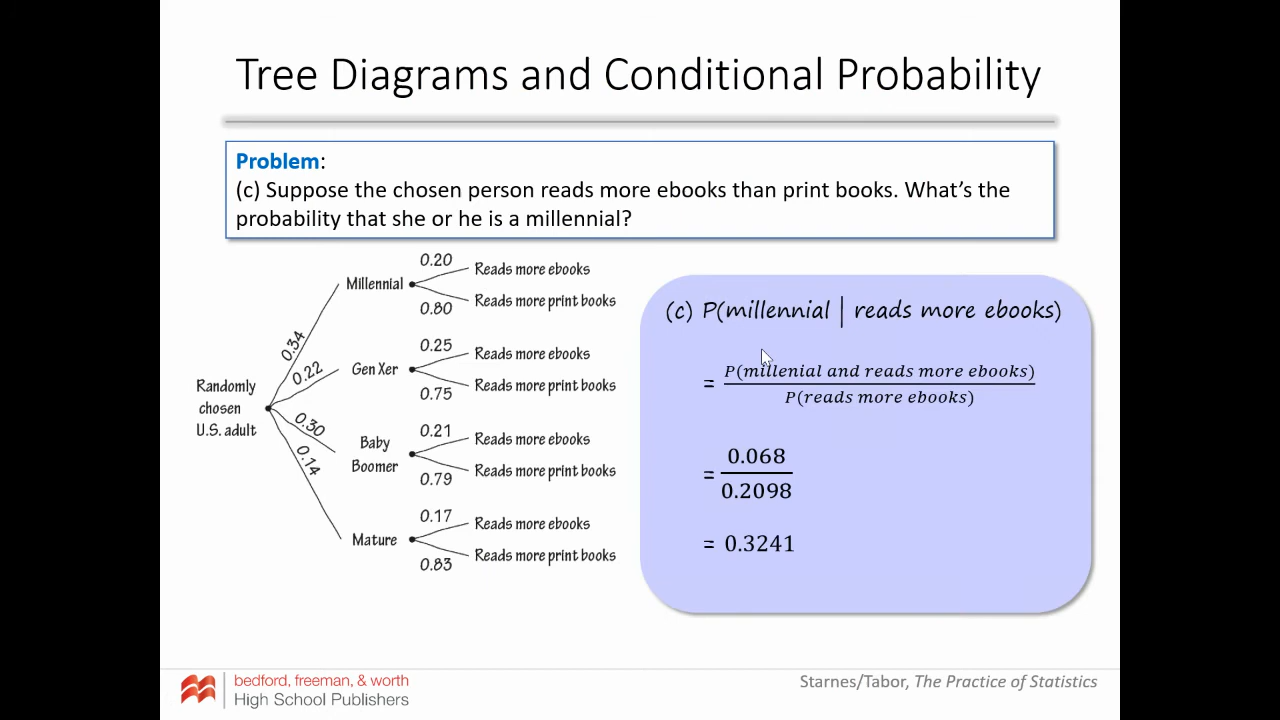 Tree Diagrams and Conditional Probability
Problem:
(c) Suppose the chosen person reads more ebooks than print books. What's the
probability that she or he is a millennial?
Randomly
chosen
U.S. adult
0.34
0.22
0.30
0.14
Millennial
0.20
Reads more ebooks
0.80
Reads more print books
Gen Xer
0.25
Reads more ebooks
0.75
Reads more print books
Baby
Boomer
0.21
Reads more ebooks
0.79
Reads more print books
Mature
0.17
Reads more ebooks
0.83
Reads more print books
(c) P(millennial | reads more ebooks)
= P(millenial and reads more ebooks)
P(reads more ebooks)
= 0.068
0.2098
= 0.3241
bedford, freeman, & worth
High School Publishers
Starnes/Tabor, The Practice of Statistics